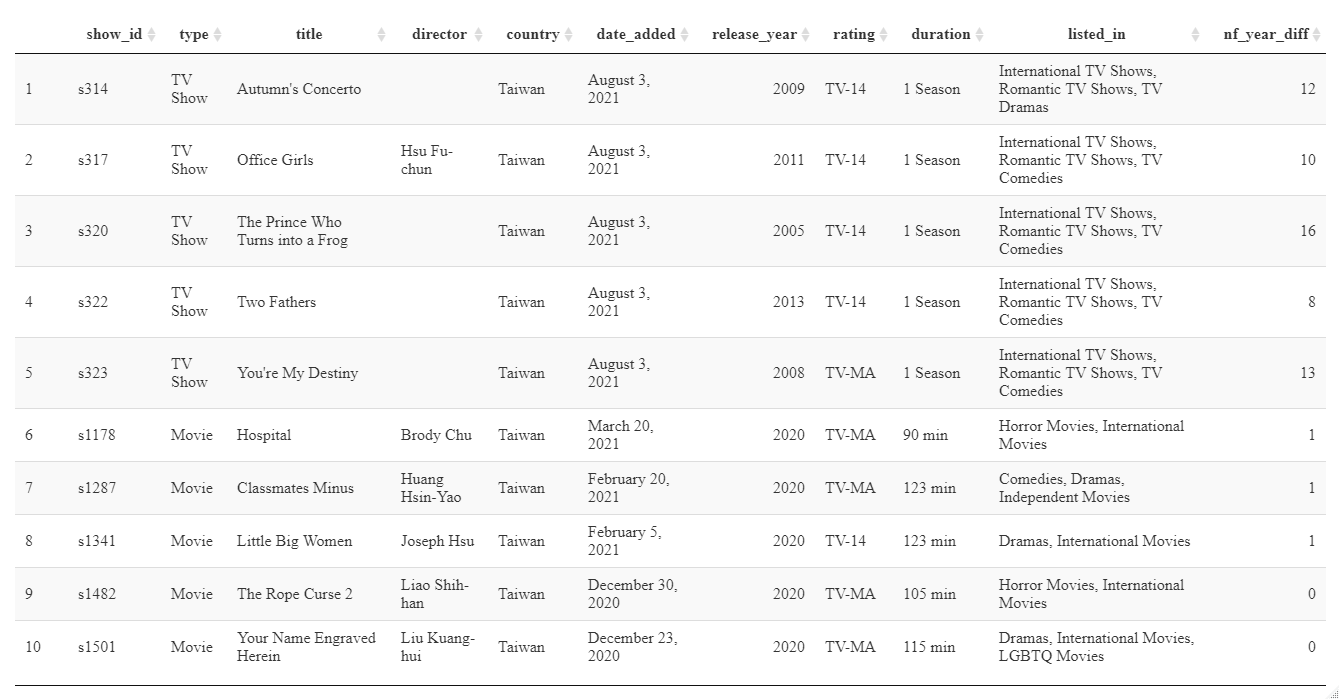 show_id type title director country date_added release_year rating duration listed_in nf_year_diff
1 s314 TV Show Autumn's Concerto Taiwan August 3, 2021 2009 TV-14 1 Season International TV Shows, Romantic TV Shows, TV Dramas 12
2 s317 TV Show Office Girls Hsu Fu-chun Taiwan August 3, 2021 2011 TV-14 1 Season International TV Shows, Romantic TV Shows, TV Comedies 10
3 s320 TV Show The Prince Who Turns into a Frog Taiwan August 3, 2021 2005 TV-14 1 Season International TV Shows, Romantic TV Shows, TV Comedies 16
4 s322 TV Show Two Fathers Taiwan August 3, 2021 2013 TV-14 1 Season International TV Shows, Romantic TV Shows, TV Comedies 8
5 s323 TV Show You're My Destiny Taiwan August 3, 2021 2008 TV-MA 1 Season International TV Shows, Romantic TV Shows, TV Comedies 13
6 s1178 Movie Hospital Brody Chu Taiwan March 20, 2021 2020 TV-MA 90 min Horror Movies, International Movies 1
7 s1287 Movie Classmates Minus Huang Hsin-Yao Taiwan February 20, 2021 2020 TV-MA 123 min Comedies, Dramas, Independent Movies 1
8 s1341 Movie Little Big Women Joseph Hsu Taiwan February 5, 2021 2020 TV-14 123 min Dramas, International Movies 1
9 s1482 Movie The Rope Curse 2 Liao Shih-han Taiwan December 30, 2020 2020 TV-MA 105 min Horror Movies, International Movies 0
10 s1501 Movie Your Name Engraved Herein Liu Kuang-hui Taiwan December 23, 2020 2020 TV-MA 115 min Dramas, International Movies, LGBTQ Movies 0